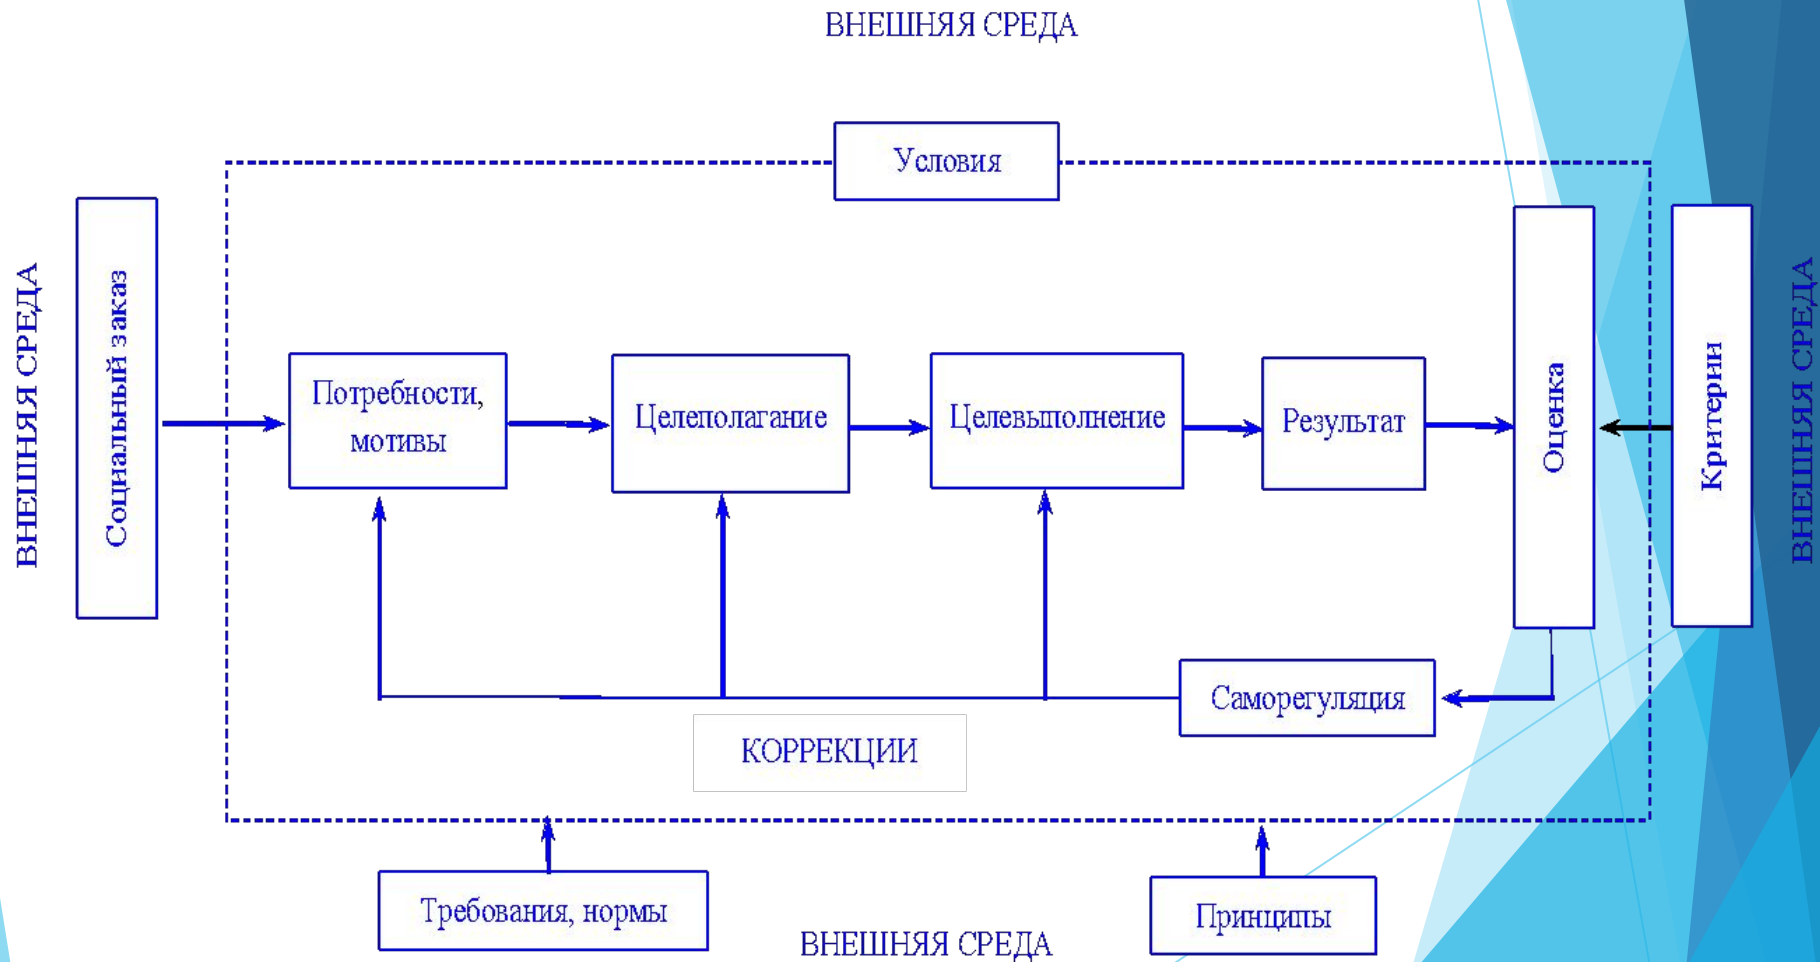 ВНЕШНЯЯ СРЕДА
Условия
ВНЕШНЯЯ СРЕДА
Социальный заказ
Потребности,
мотивы
Целеполагание
Целевыполнение
Результат
Оценка
Критерии
ВНЕШНЯЯ СРЕДА
Саморегуляция
КОРРЕКЦИИ
Требования, нормы
Принципы
ВНЕШНЯЯ СРЕДА